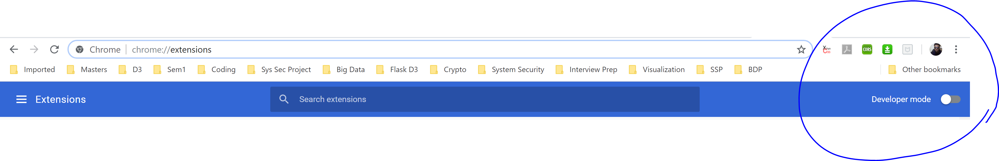 Chrome | chrome://extensions XPath CORS
Imported Masters D3 Sem1 Coding Sys Sec Project Big Data Flask D3 Crypto System Security Interview Prep Visualization SSP BDP Other bookmarks
Extensions Search extensions Developer mode